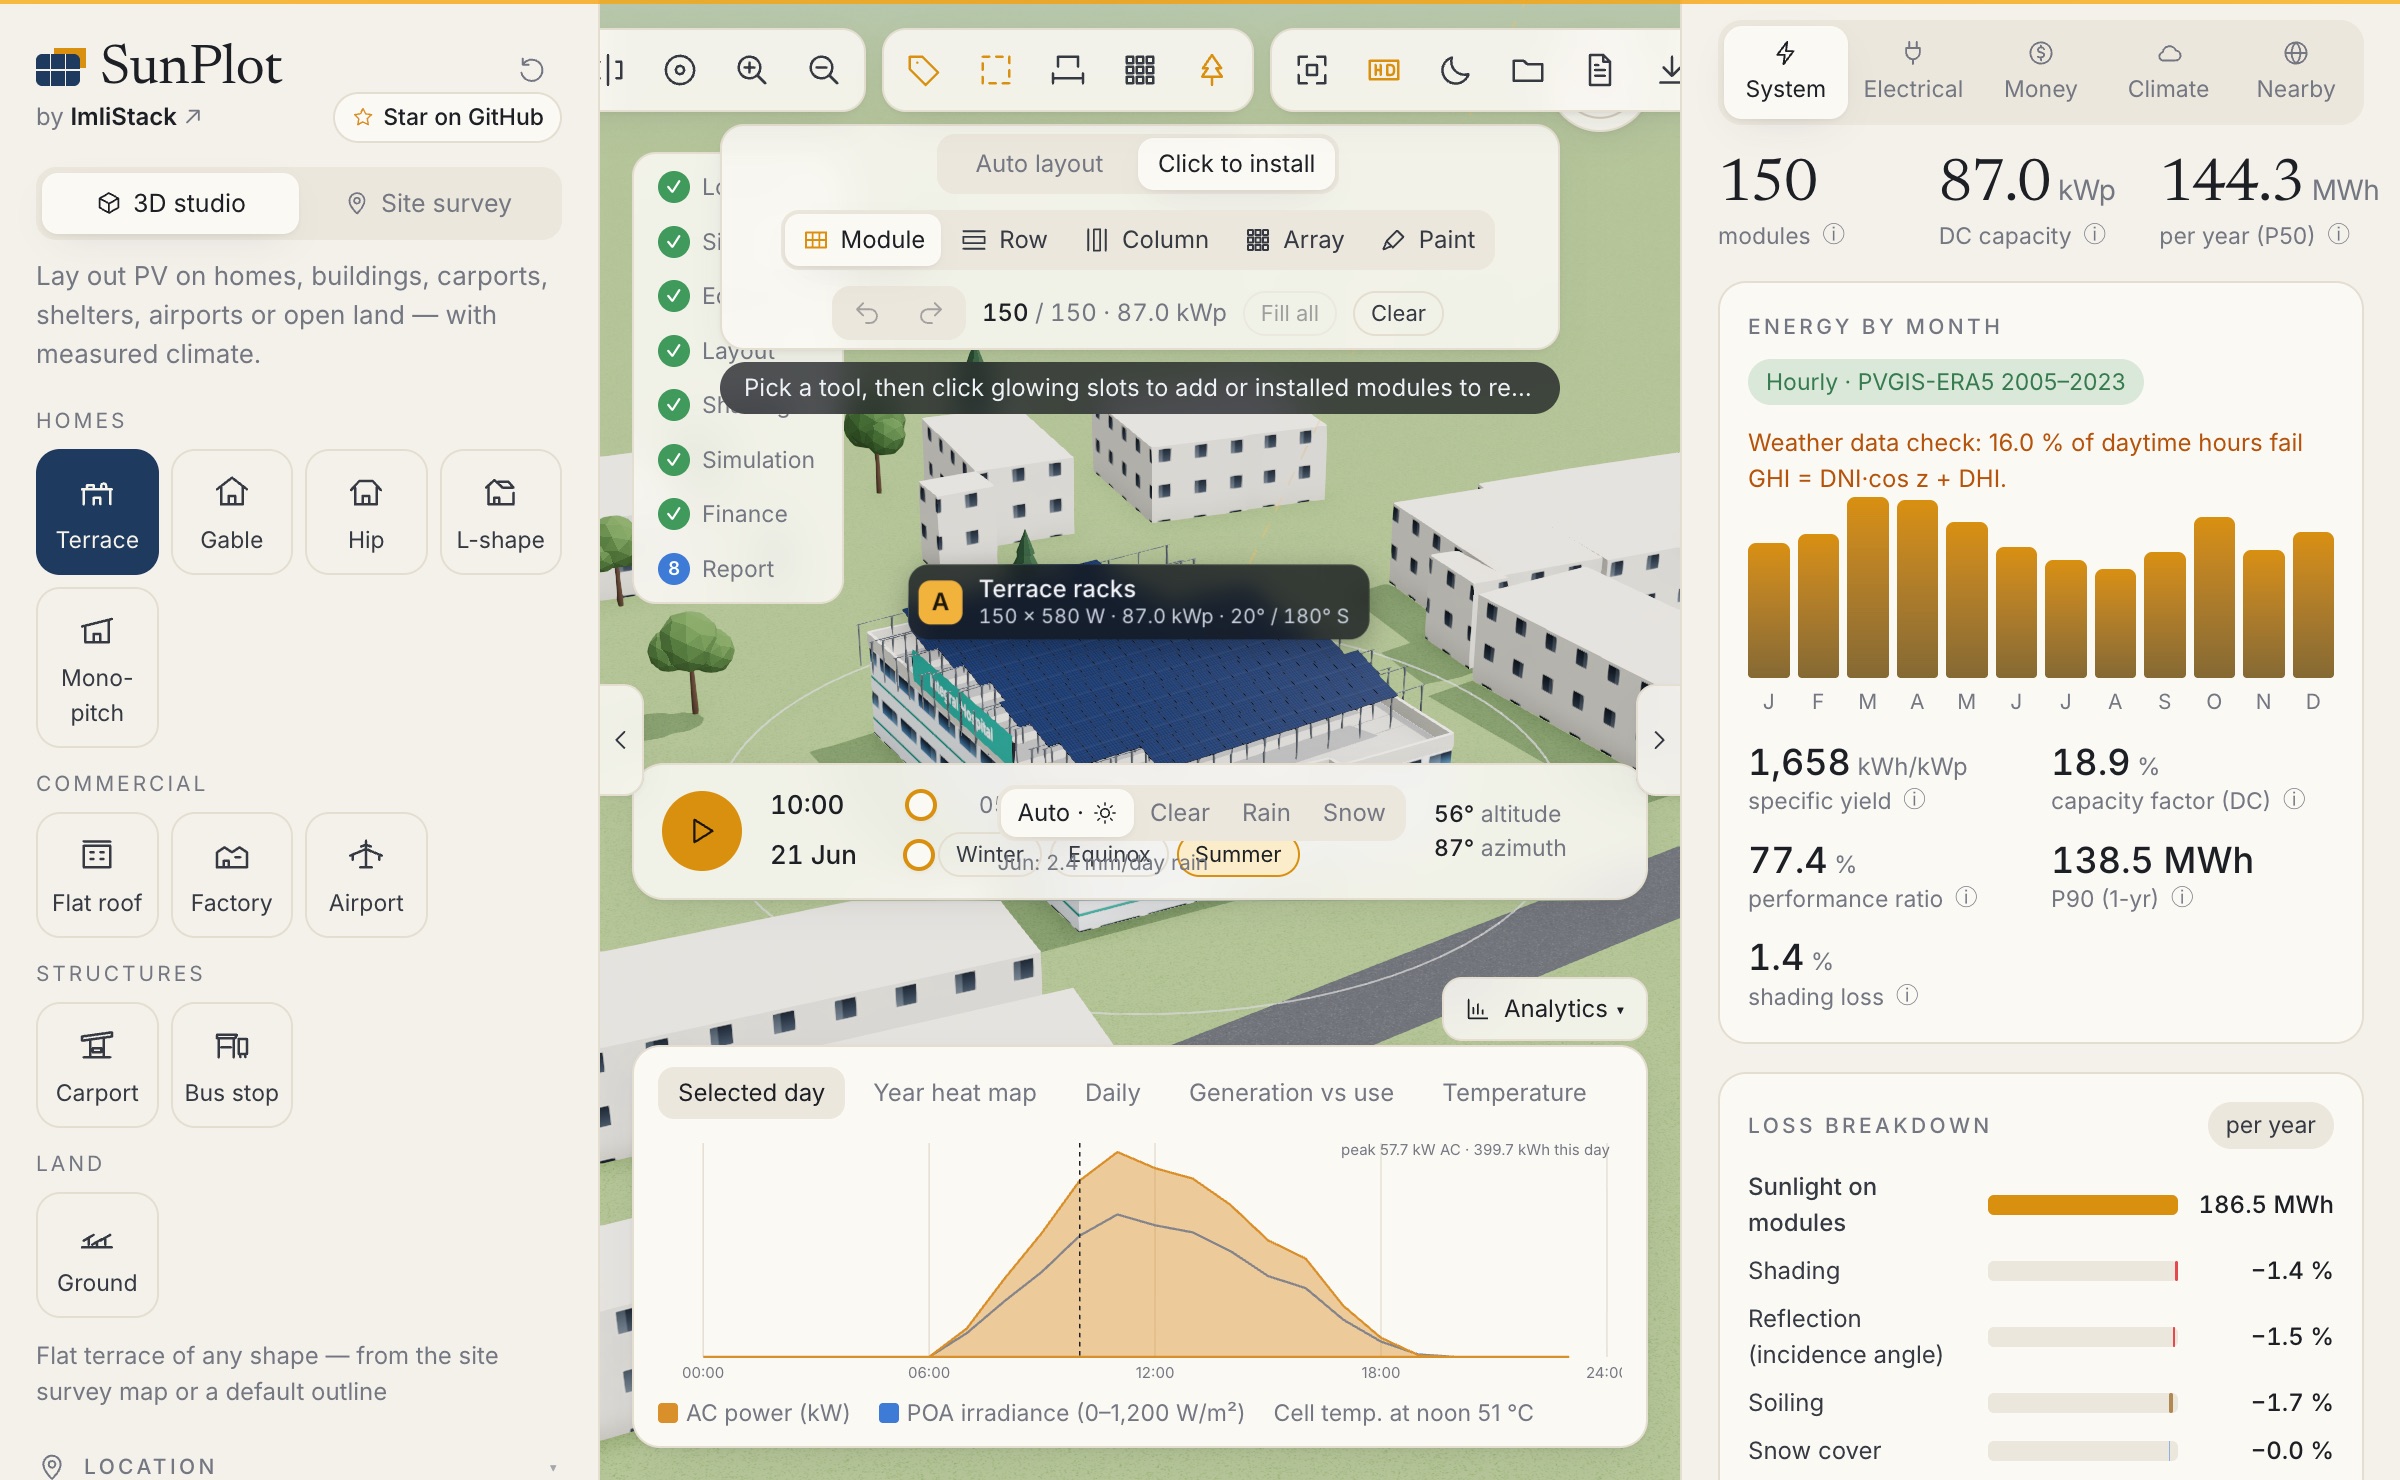 SunPlot
by ImliStack
Star on GitHub
3D studio
Site survey
Lay out PV on homes, buildings, carports,
shelters, airports or open land — with
measured climate.
HOMES
Terrace
Gable
Hip
L-shape
Mono-
pitch
COMMERCIAL
Flat roof
Factory
Airport
STRUCTURES
Carport
Bus stop
LAND
Ground
Flat terrace of any shape — from the site
survey map or a default outline
LOCATION
HD
Layout
Simulation
Finance
8 Report
Auto layout
Click to install
Module
Row
Column
Array
Paint
150 / 150 · 87.0 kWp
Fill all
Clear
Pick a tool, then click glowing slots to add or installed modules to re...
A
Terrace racks
150 × 580 W · 87.0 kWp · 20° / 180° S
10:00
Auto ·
Clear
Rain
Snow
56° altitude
21 Jun
Winter
Equinox
Summer
Jun: 2.4 mm/day rain
87° azimuth
Analytics
Selected day
Year heat map
Daily
Generation vs use
Temperature
peak 57.7 kW AC · 399.7 kWh this day
00:00
06:00
12:00
18:00
24:0
AC power (kW)
POA irradiance (0–1,200 W/m²)
Cell temp. at noon 51 °C
System
Electrical
Money
Climate
Nearby
150
modules
87.0 kWp
DC capacity
144.3 MWh
per year (P50)
ENERGY BY MONTH
Hourly · PVGIS-ERA5 2005–2023
Weather data check: 16.0 % of daytime hours fail
GHI = DNI·cos z + DHI.
J F M A M J J A S O N D
1,658 kWh/kWp
specific yield
18.9 %
capacity factor (DC)
77.4 %
performance ratio
138.5 MWh
P90 (1-yr)
1.4 %
shading loss
LOSS BREAKDOWN
per year
Sunlight on
modules
186.5 MWh
Shading
−1.4 %
Reflection
(incidence angle)
−1.5 %
Soiling
−1.7 %
Snow cover
−0.0 %